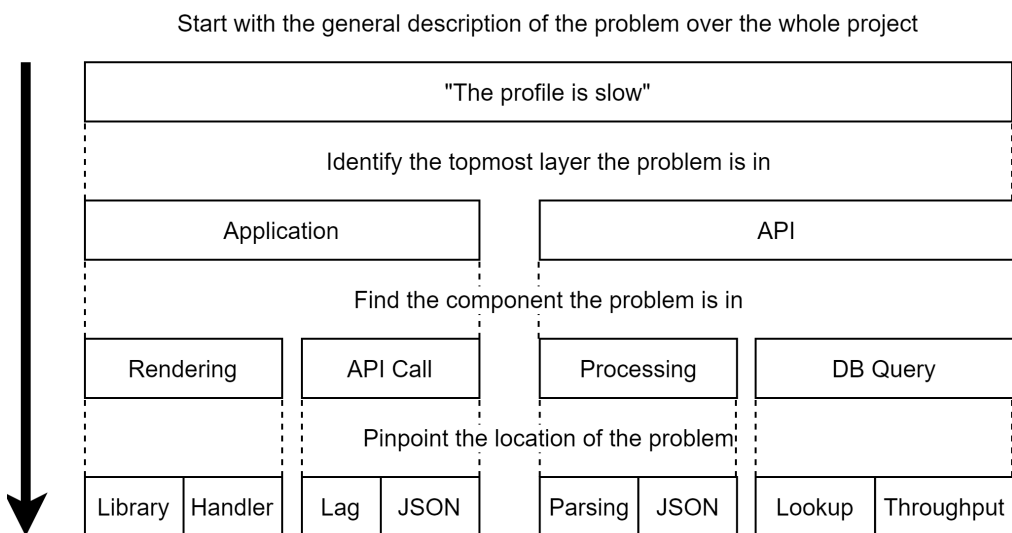 Start with the general description of the problem over the whole project
"The profile is slow"
Identify the topmost layer the problem is in
Application
API
Find the component the problem is in
Rendering
API Call
Processing
DB Query
Pinpoint the location of the problem
Library
Handler
Lag
JSON
Parsing
JSON
Lookup
Throughput